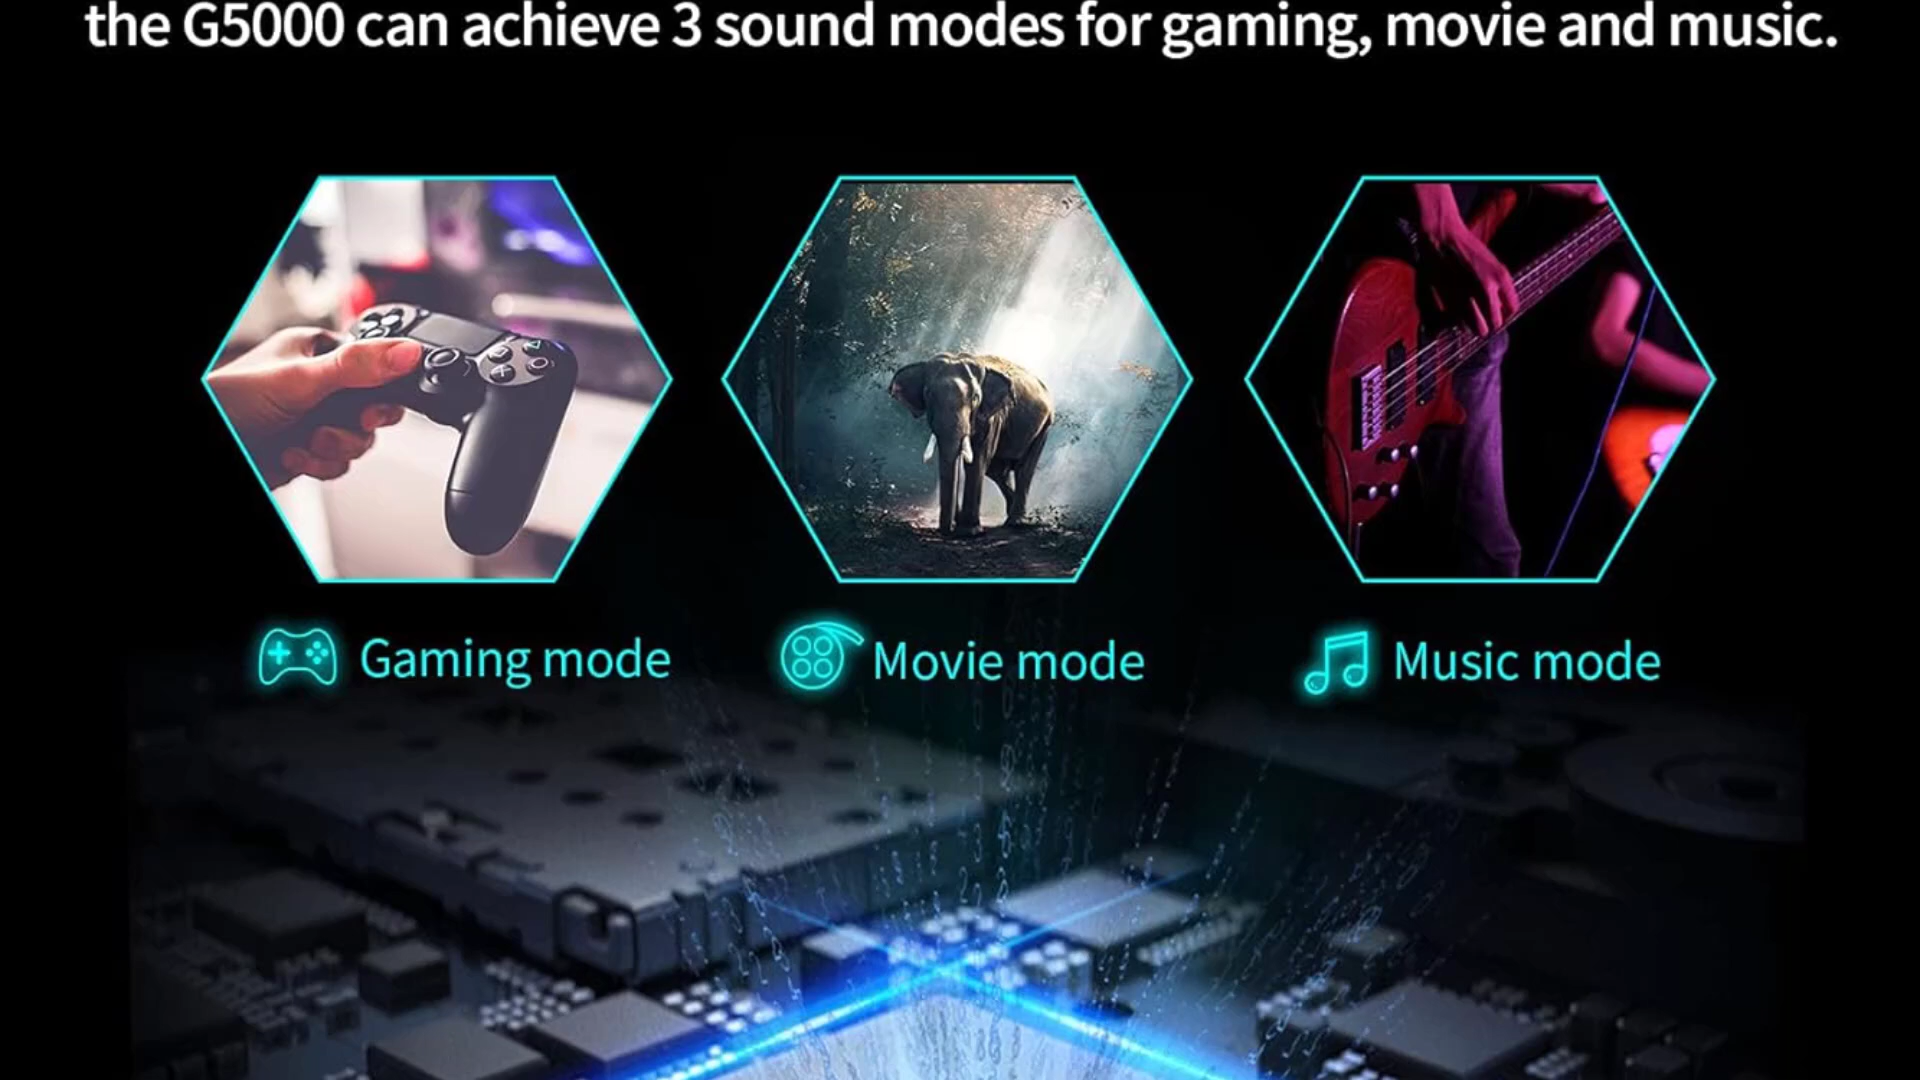 the G5000 can achieve 3 sound modes for gaming, movie and music.
Gaming mode
Movie mode
Music mode